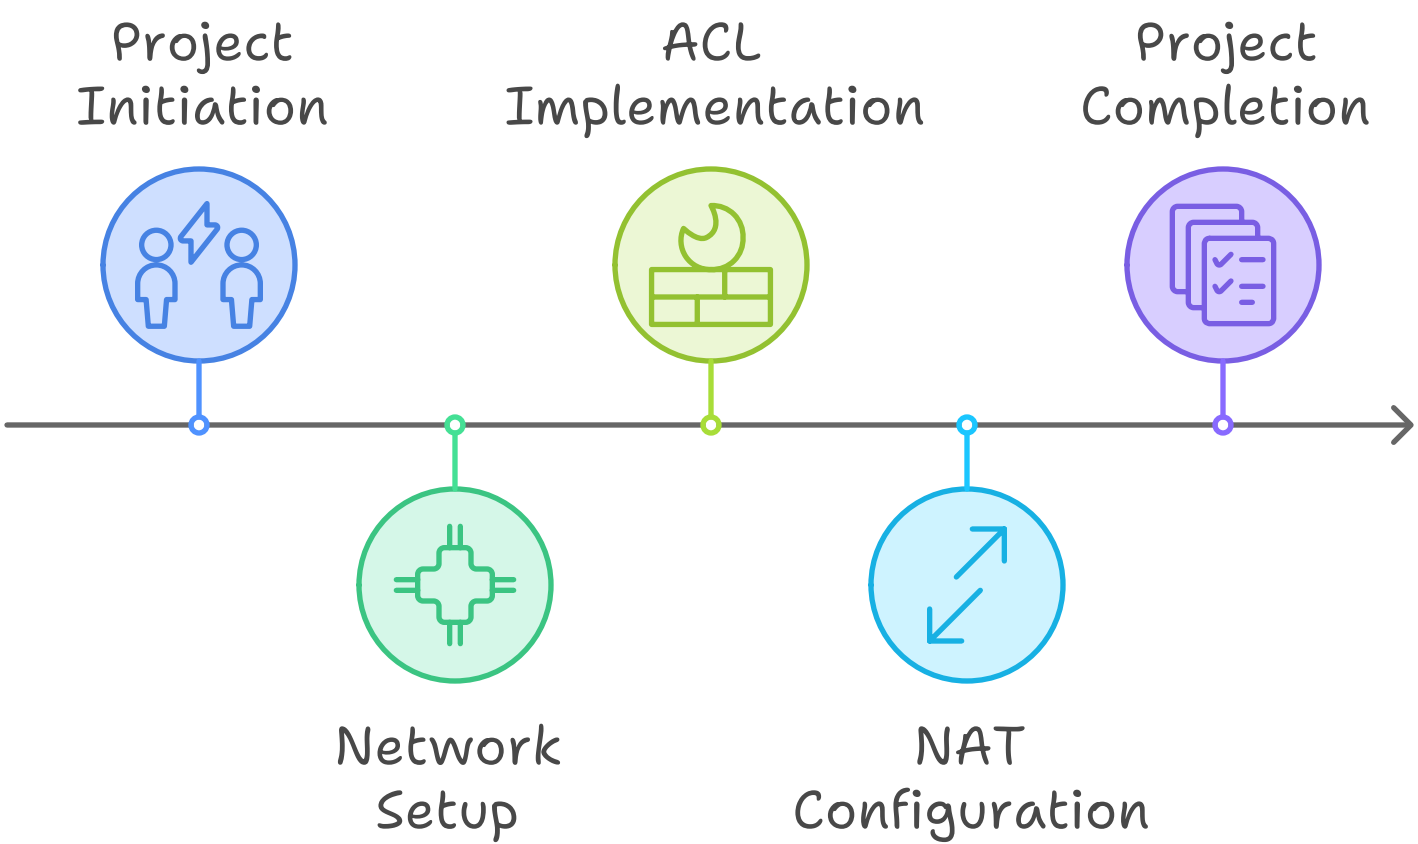 Project
Initiation
ACL
Implementation
Project
Completion
Network
Setup
NAT
Configuration